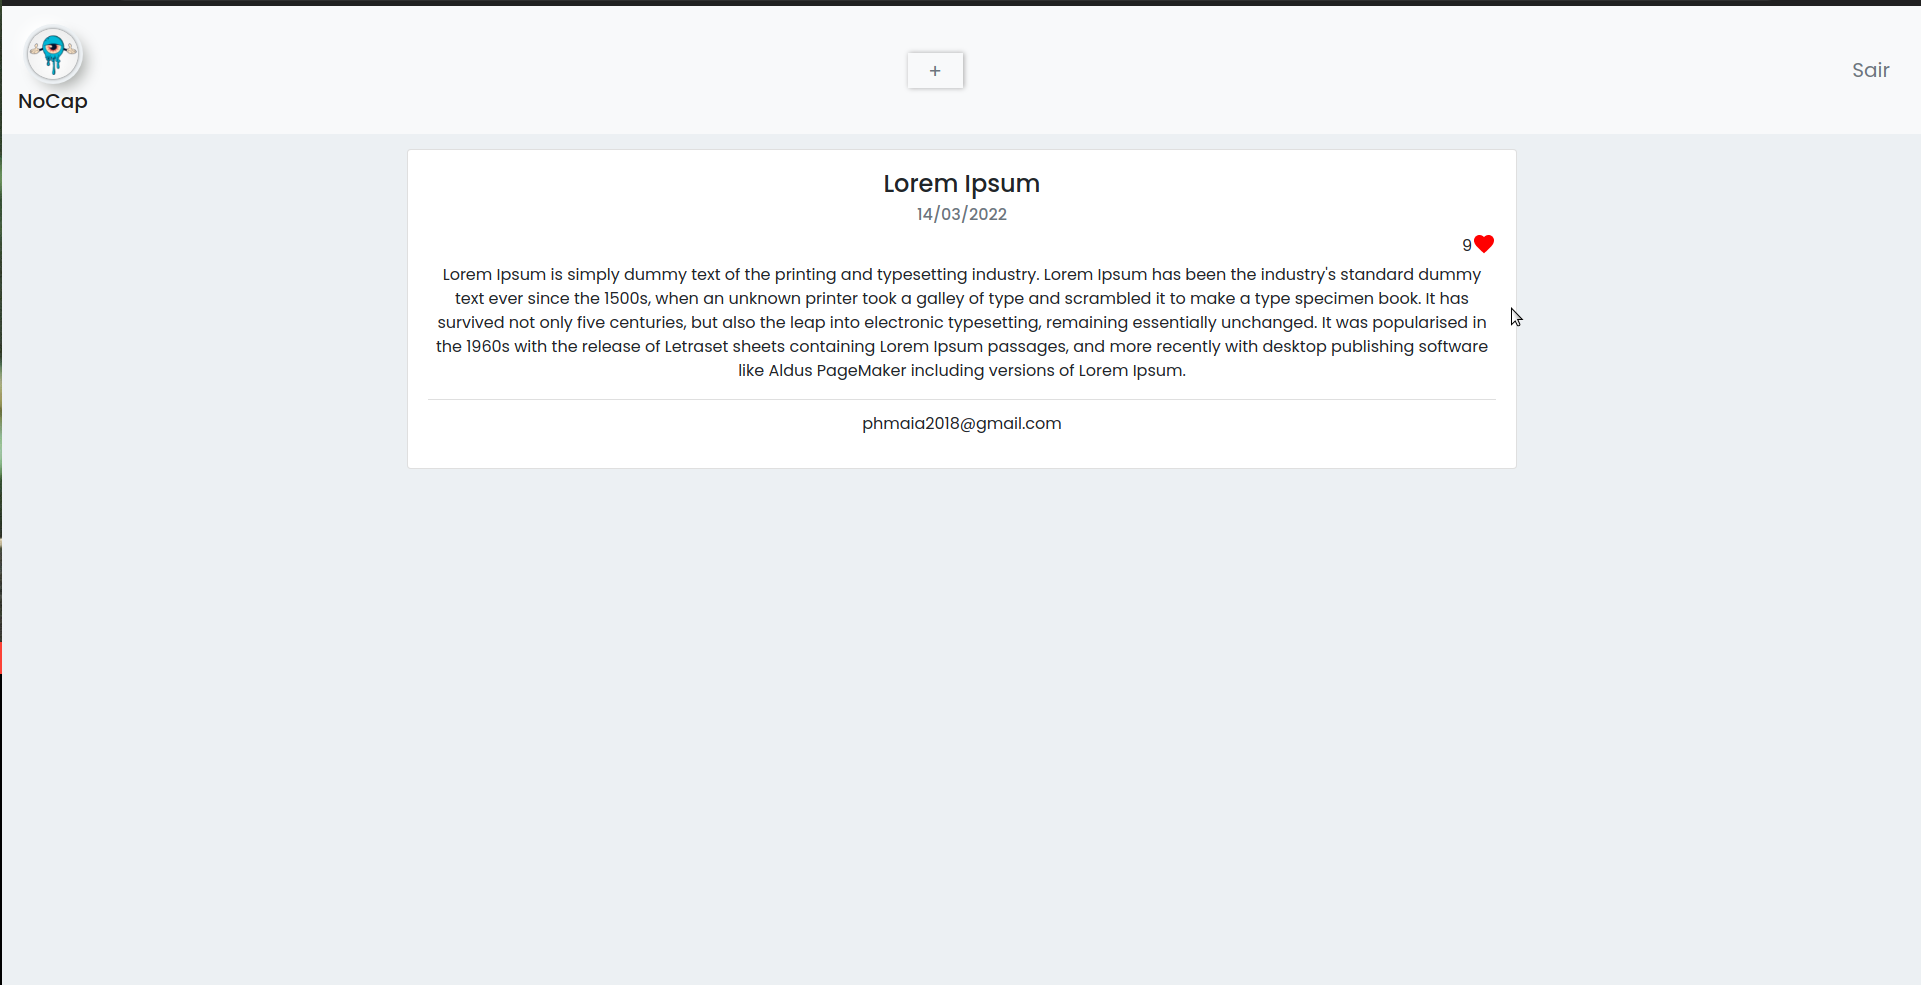 NoCap
+
Sair
Lorem Ipsum
14/03/2022
9
Lorem Ipsum is simply dummy text of the printing and typesetting industry. Lorem Ipsum has been the industry's standard dummy
text ever since the 1500s, when an unknown printer took a galley of type and scrambled it to make a type specimen book. It has
survived not only five centuries, but also the leap into electronic typesetting, remaining essentially unchanged. It was popularised in
the 1960s with the release of Letraset sheets containing Lorem Ipsum passages, and more recently with desktop publishing software
like Aldus PageMaker including versions of Lorem Ipsum.
phmaia2018@gmail.com